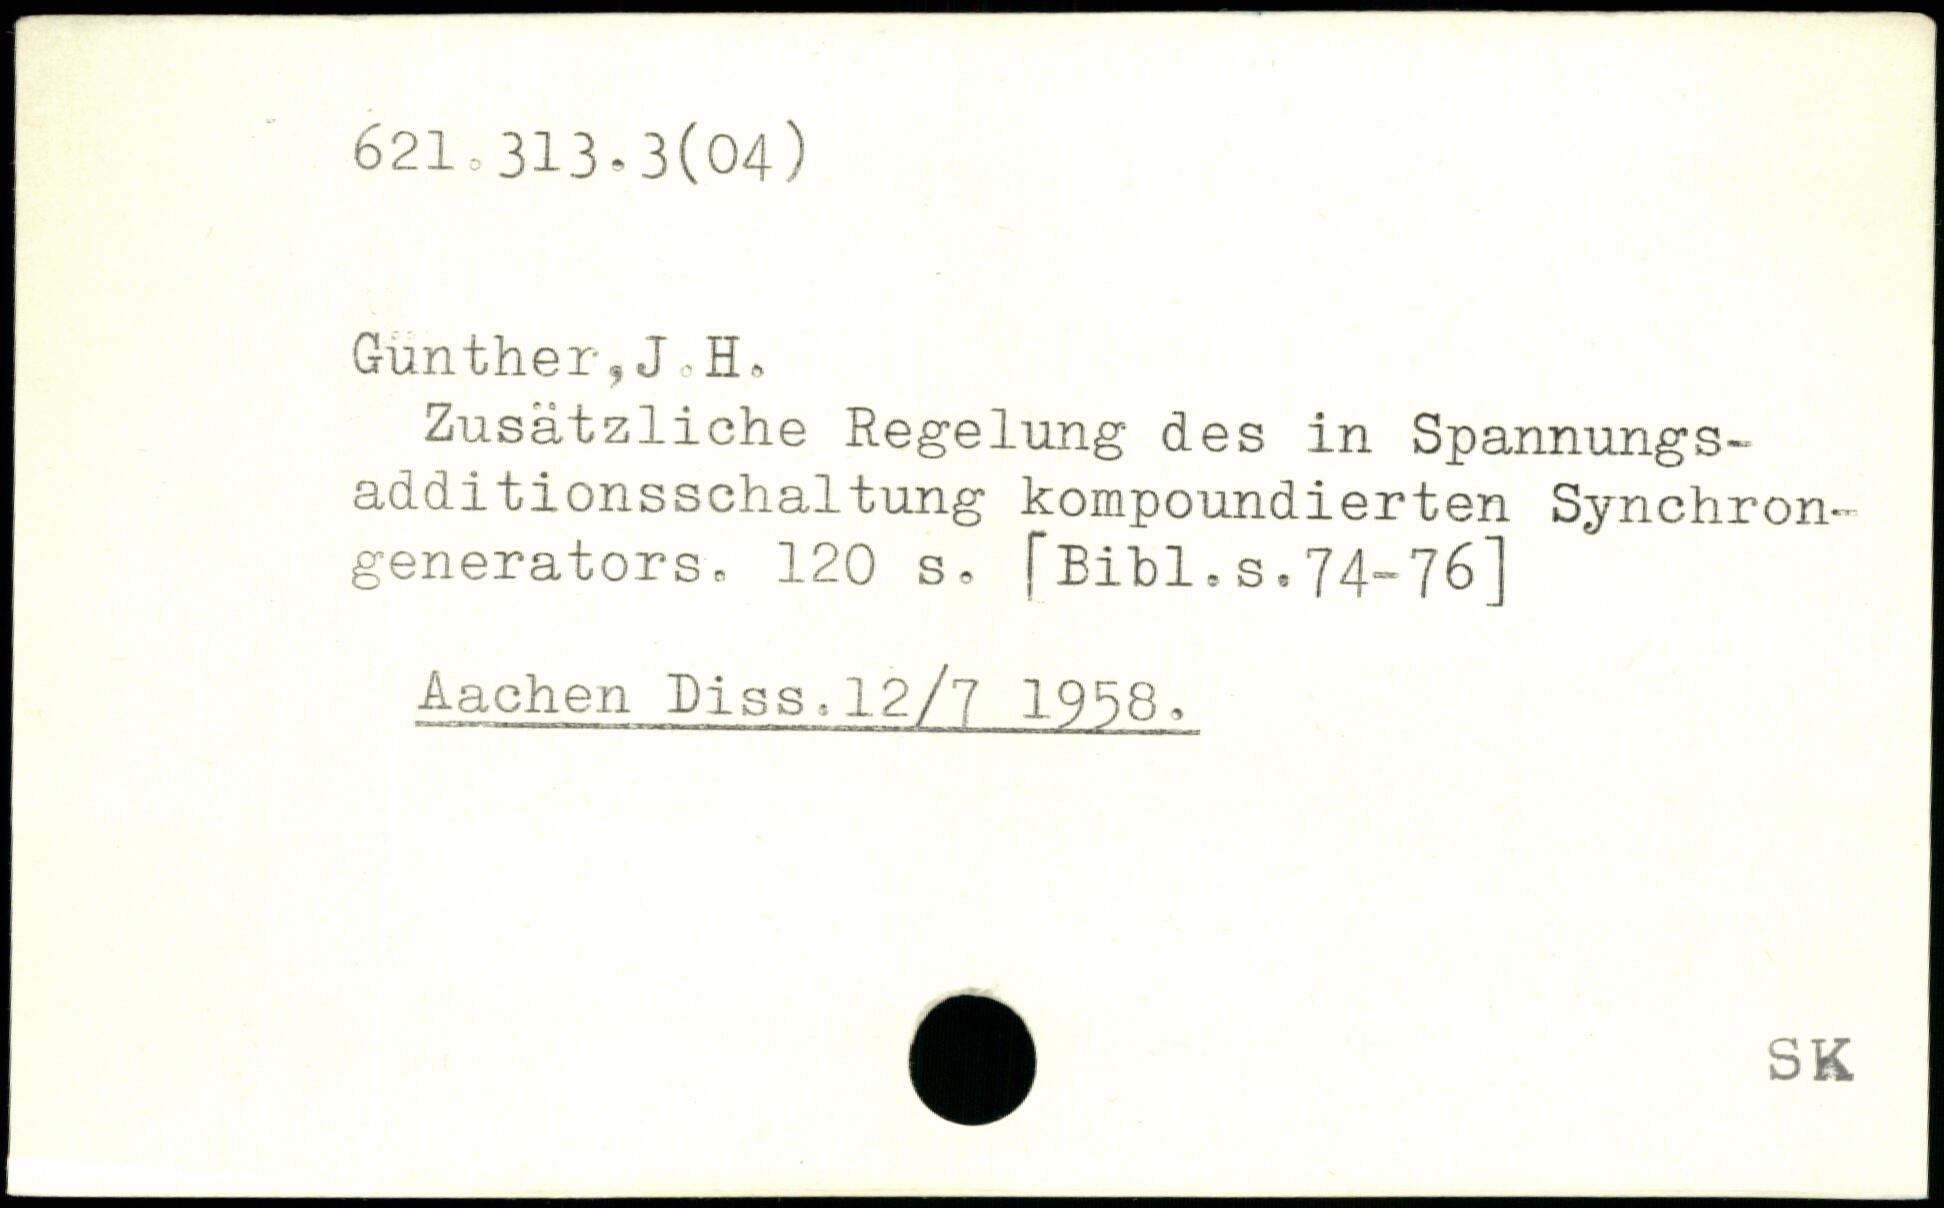 621.313.3(04)
Günther,J.H.
Zusätzliche Regelung des in Spannungs-
additionsschaltung kompoundierten Synchron-
generators. 120 s. [Bibl.s.74-76]
Aachen Diss.12/7 1958.
SK